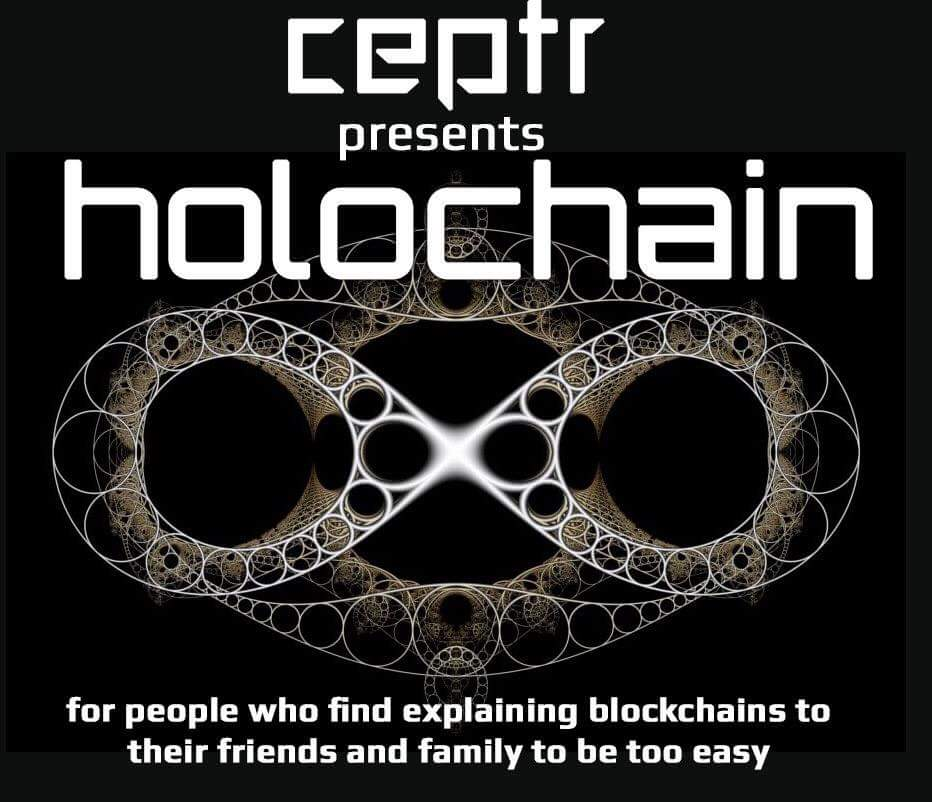 ceptr
presents
holochain
for people who find explaining blockchains to
their friends and family to be too easy